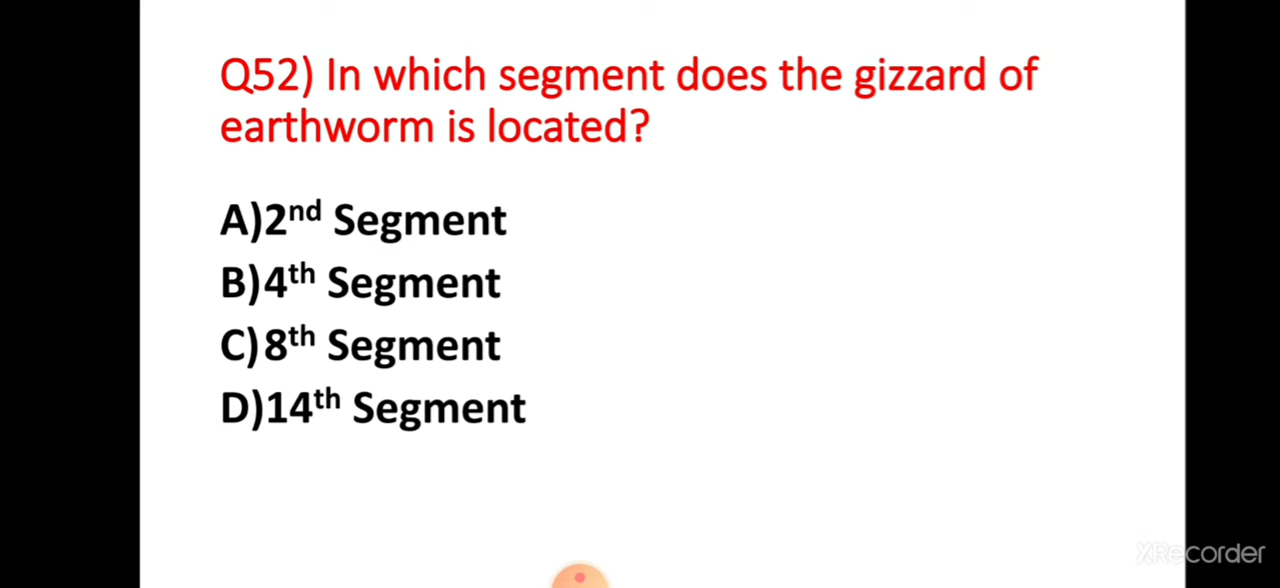 Q52) In which segment does the gizzard of
earthworm is located?
A)2nd Segment
B)4th Segment
C)8th Segment
D)14th Segment
XRecorder